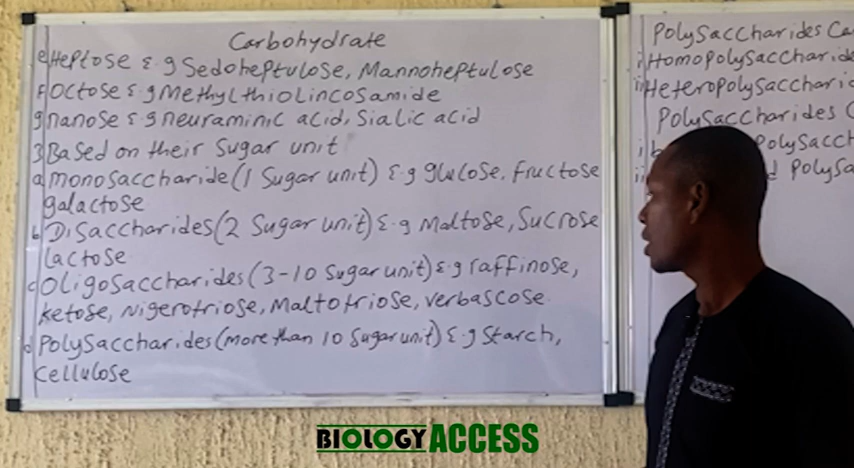 Carbohydrate
e Heptose E.g Sedoheptulose, Mannoheptulose
F. Octose E.g Methylthiolincosamide
g nanose E.g neuraminic acid, Sialic acid
3 Based on their Sugar unit
a monosaccharide (1 Sugar unit) E.g glucose, fructose
galactose
b Disaccharides (2 Sugar unit) E.g Maltose, Sucrose
Lactose
c Oligosaccharides (3-10 Sugar unit) E.g raffinose,
ketose, Nigerotriose, Maltotriose, verbascose
d Polysaccharides (more than 10 Sugar unit) E.g Starch,
Cellulose
Polysaccharides
i Homopolysaccharide
ii Heteropolysaccharid
Polysaccharides C
i Polysacch
d Polysa
BIOLOGY ACCESS